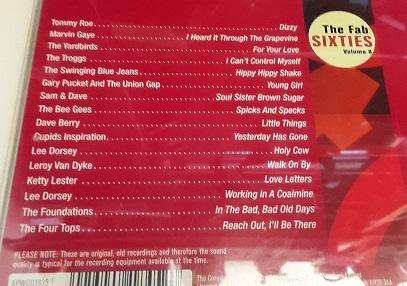 Tommy Roe Dizzy
Marvin Gaye I Heard It Through The Grapevine
The Yardbirds For Your Love
The Troggs I Can't Control Myself
The Swinging Blue Jeans Hippy Hippy Shake
Gary Pucket And The Union Gap Young Girl
Sam & Dave Soul Sister Brown Sugar
The Bee Gees Spicks And Specks
Dave Berry Little Things
Cupids Inspiration Yesterday Has Gone
Lee Dorsey Holy Cow
Leroy Van Dyke Walk On By
Ketty Lester Love Letters
Lee Dorsey Working In A Coalmine
The Foundations In The Bad, Bad Old Days
The Four Tops Reach Out, I'll Be There
The Fab
SIXTIES
Volume
PLEASE NOTE: These are original, old recordings and therefore the sound
quality is typical for the recording equipment available at the time.